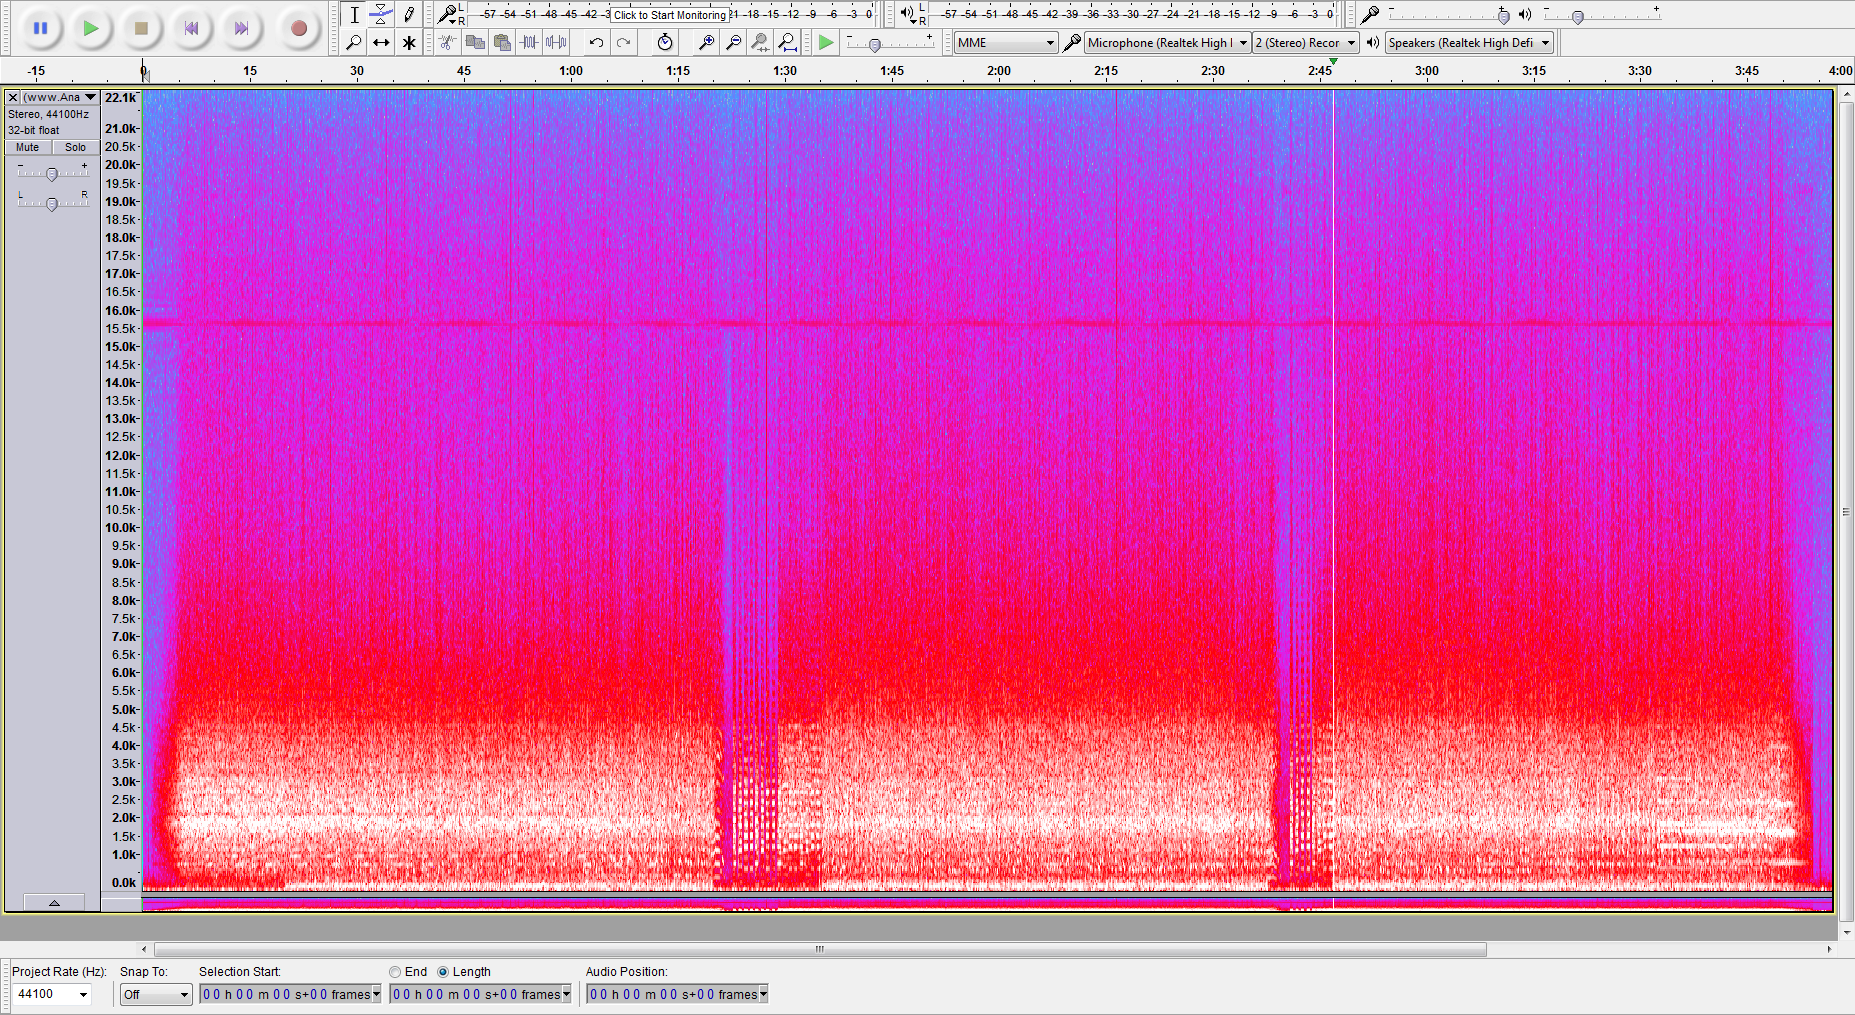 L
R
-57 -54 -51 -48 -45 -42 -3
Click to Start Monitoring
21 -18 -15 -12 -9 -6 -3 0
L
R
-57 -54 -51 -48 -45 -42 -39 -36 -33 -30 -27 -24 -21 -18 -15 -12 -9 -6 -3 0
- +
- +
- +
MME
Microphone (Realtek High I
2 (Stereo) Recor
Speakers (Realtek High Defi
-15 0 15 30 45 1:00 1:15 1:30 1:45 2:00 2:15 2:30 2:45 3:00 3:15 3:30 3:45 4:00
(www.Ana
Stereo, 44100Hz
32-bit float
Mute Solo
- +
L R
22.1k
21.0k
20.5k
20.0k
19.5k
19.0k
18.5k
18.0k
17.5k
17.0k
16.5k
16.0k
15.5k
15.0k
14.5k
14.0k
13.5k
13.0k
12.5k
12.0k
11.5k
11.0k
10.5k
10.0k
9.5k
9.0k
8.5k
8.0k
7.5k
7.0k
6.5k
6.0k
5.5k
5.0k
4.5k
4.0k
3.5k
3.0k
2.5k
2.0k
1.5k
1.0k
0.0k
Project Rate (Hz): Snap To: Selection Start: End Length Audio Position:
44100 Off 00 h 00 m 00 s+00 frames 00 h 00 m 00 s+00 frames 00 h 00 m 00 s+00 frames